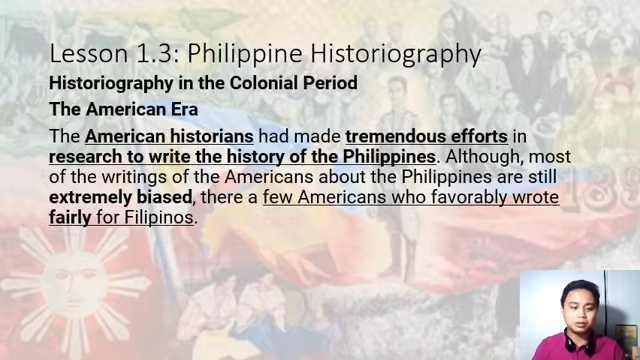 Lesson 1.3: Philippine Historiography
Historiography in the Colonial Period
The American Era
The American historians had made tremendous efforts in
research to write the history of the Philippines. Although, most
of the writings of the Americans about the Philippines are still
extremely biased, there a few Americans who favorably wrote
fairly for Filipinos.